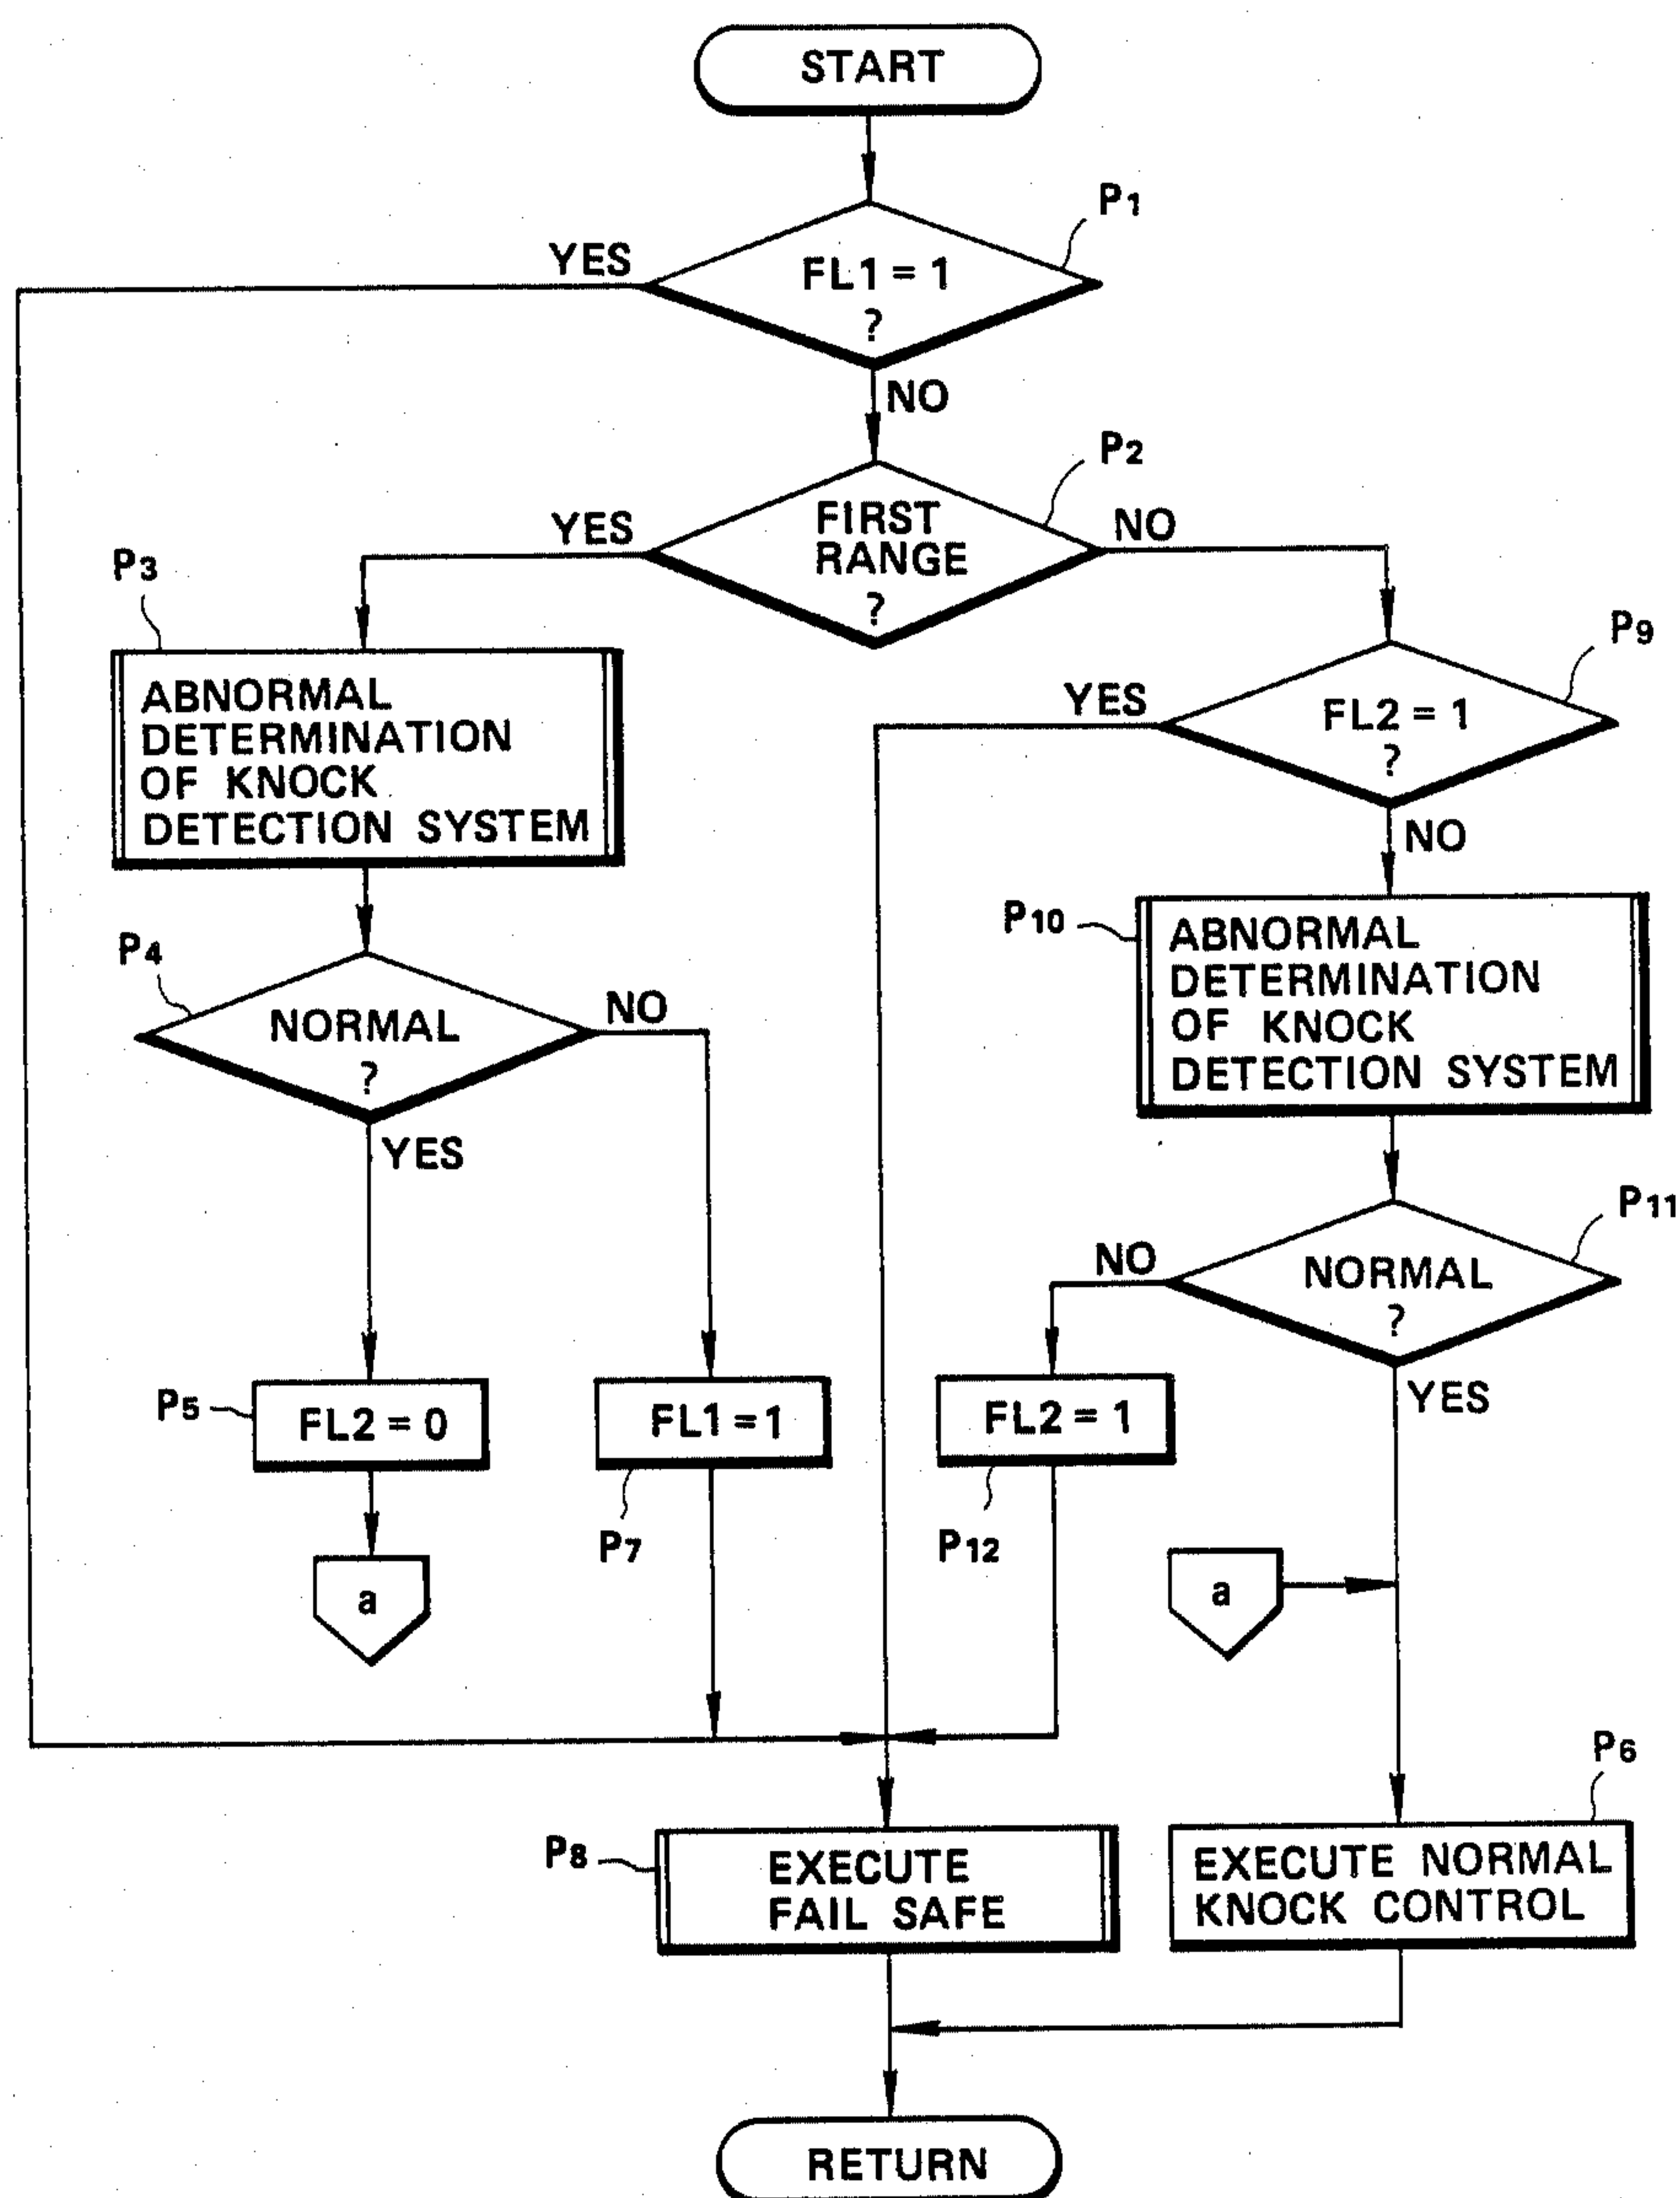 START
P1
YES
FL1 = 1
?
NO
P2
YES
FIRST
RANGE
?
NO
P3
ABNORMAL
DETERMINATION
OF KNOCK
DETECTION SYSTEM
P9
YES
FL2 = 1
?
NO
P4
NORMAL
?
NO
YES
P10
ABNORMAL
DETERMINATION
OF KNOCK
DETECTION SYSTEM
P11
NO
NORMAL
?
YES
P5
FL2 = 0
FL1 = 1
P7
FL2 = 1
P12
a
a
P8
EXECUTE
FAIL SAFE
P6
EXECUTE NORMAL
KNOCK CONTROL
RETURN